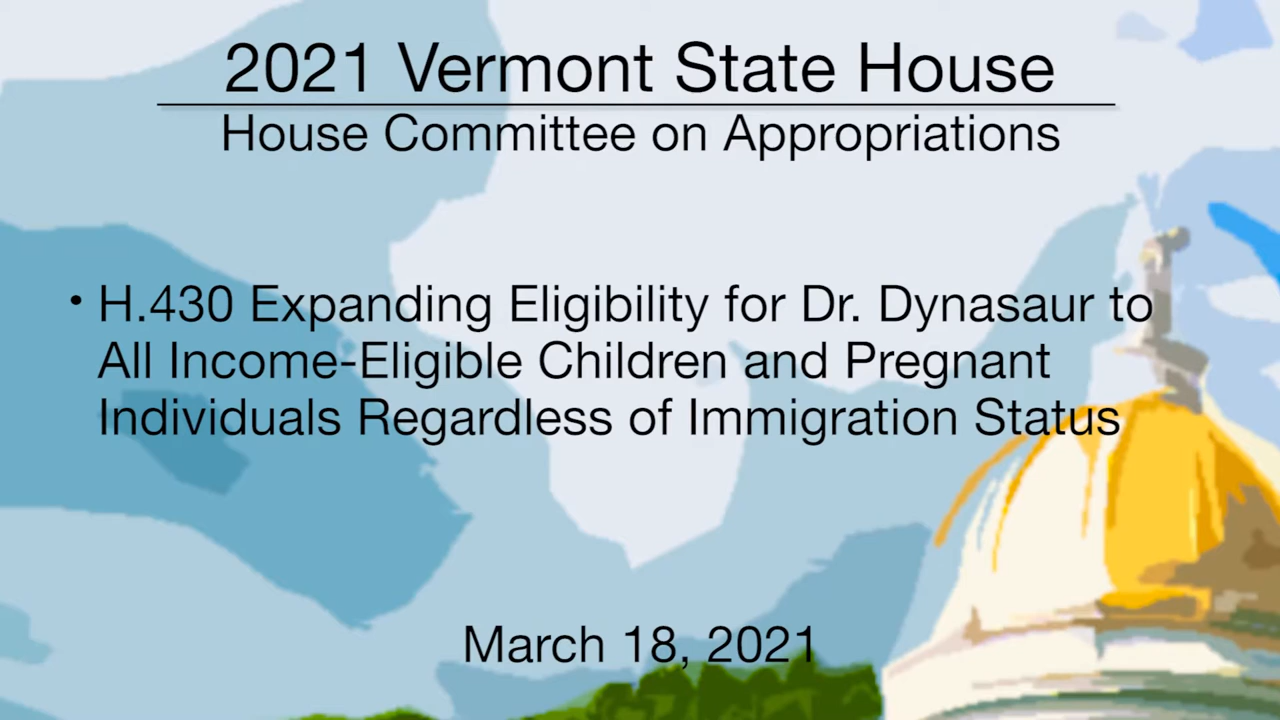 2021 Vermont State House
House Committee on Appropriations
• H.430 Expanding Eligibility for Dr. Dynasaur to
All Income-Eligible Children and Pregnant
Individuals Regardless of Immigration Status
March 18, 2021